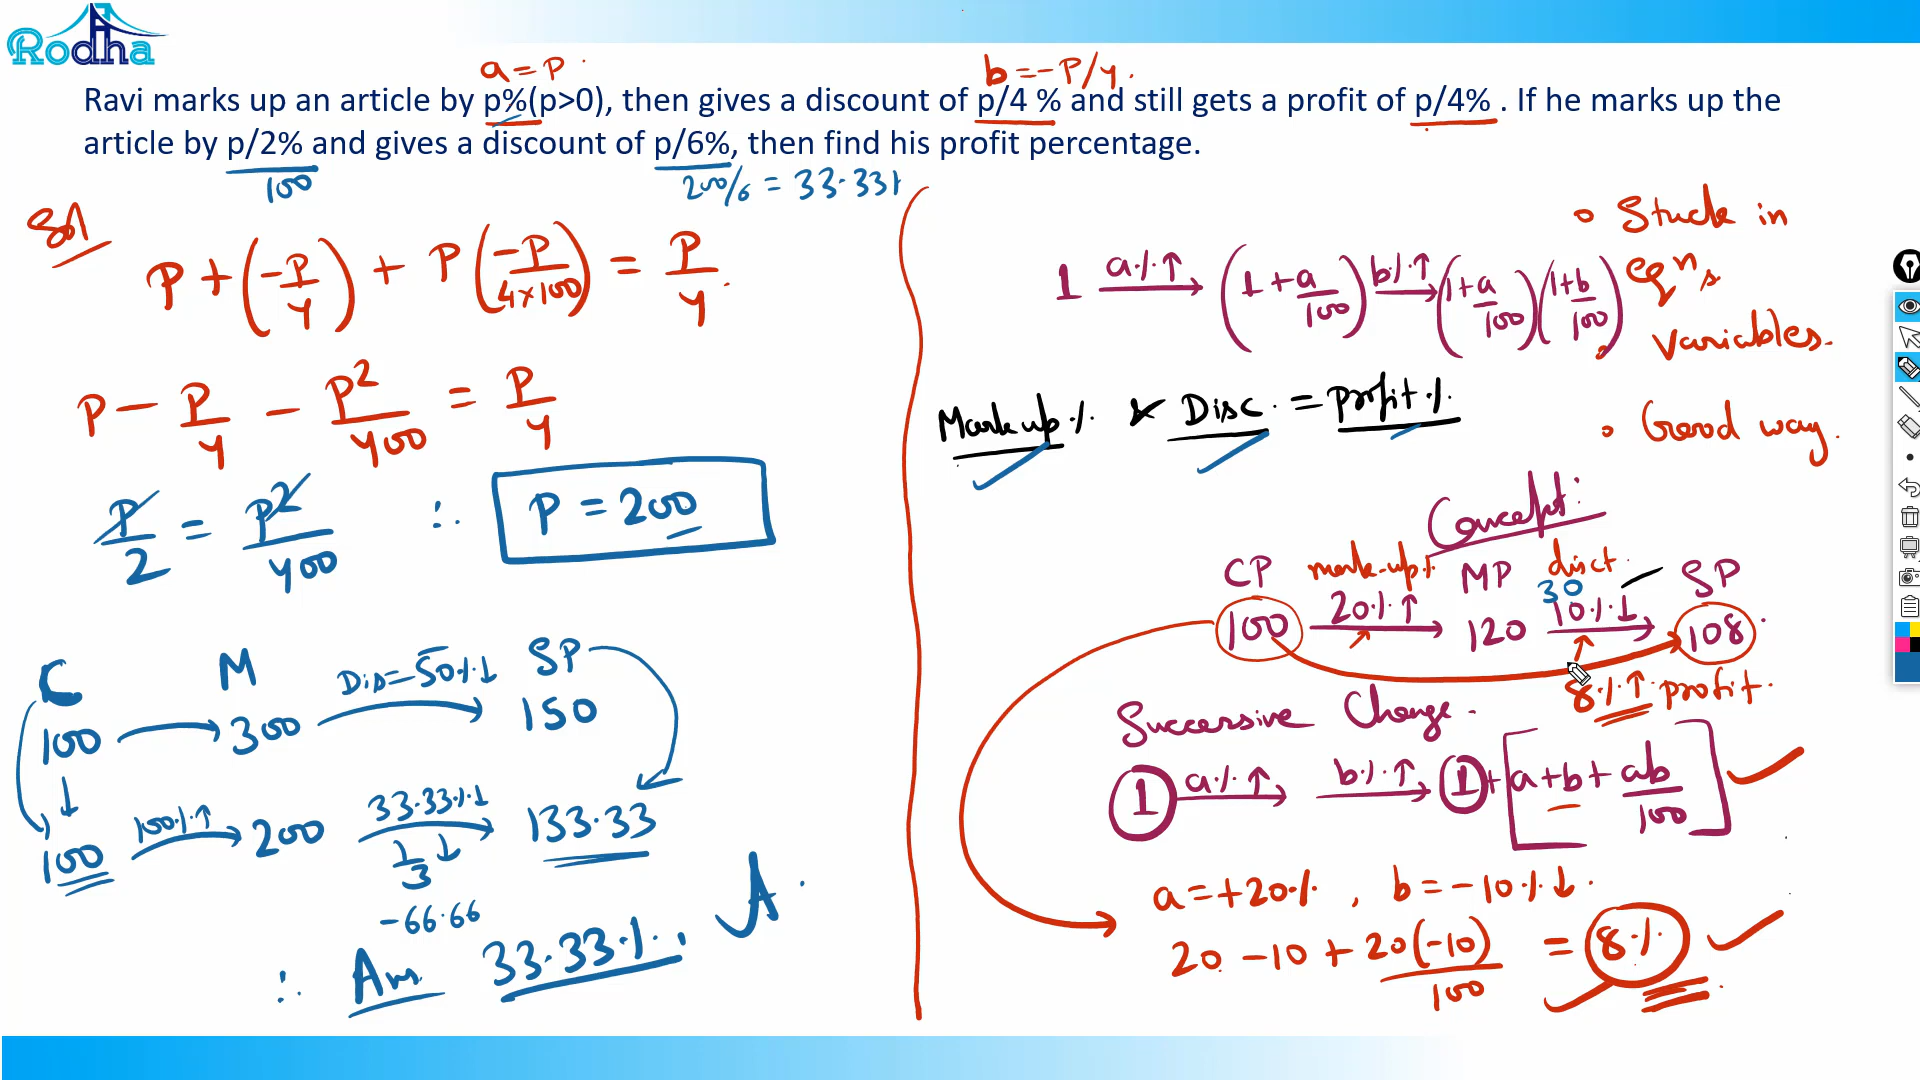 Rodha
a = P
b = -P/4.
Ravi marks up an article by p%(p>0), then gives a discount of p/4 % and still gets a profit of p/4% . If he marks up the
article by p/2% and gives a discount of p/6%, then find his profit percentage.
100
200/6 = 33.33%
Sol
P + (-P/4) + P(-P/4×100) = P/4.
P - P/4 - P²/400 = P/4
P/2 = P²/400 ∴ P = 200
C M Dis = 50%↓ SP
100 → 300 → 150
100 100%↑ → 200 33.33%↓ → 133.33
1/3 ↓
-66.66
∴ Ans 33.33%.
1 a%↑ → (1 + a/100) b%↑ → (1+a/100)(1+b/100)
• Stuck in
eqⁿs
• Variables.
• Good way.
Markup% & Disc. = Profit%
Concept:
CP mark-up% MP disct. SP
30
100 20%↑ → 120 10%↓ → 108
8%↑ profit.
Successive Change.
1 a%↑ → b%↑ → 1 + [a + b + ab/100]
a = +20% , b = -10%↓.
20 - 10 + 20(-10)/100 = 8%